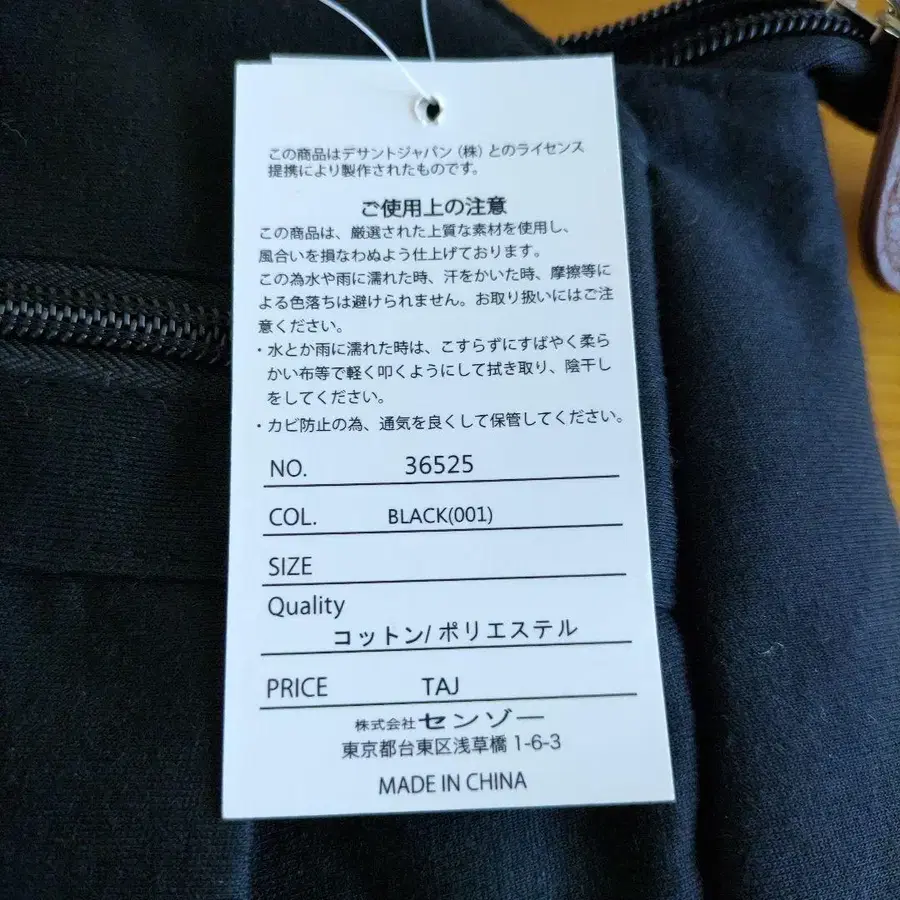 この商品はデサントジャパン（株）とのライセンス
提携により製作されたものです。
ご使用上の注意
この商品は、厳選された上質な素材を使用し、
風合いを損なわぬよう仕上げております。
この為水や雨に濡れた時、汗をかいた時、摩擦等に
よる色落ちは避けられません。お取り扱いにはご注
意ください。
・水とか雨に濡れた時は、こすらずにすばやく柔ら
かい布等で軽く叩くようにして拭き取り、陰干し
をしてください。
・カビ防止の為、通気を良くして保管してください。
NO. 36525
COL. BLACK(001)
SIZE
Quality
コットン/ポリエステル
PRICE TAJ
株式会社センゾー
東京都台東区浅草橋 1-6-3
MADE IN CHINA